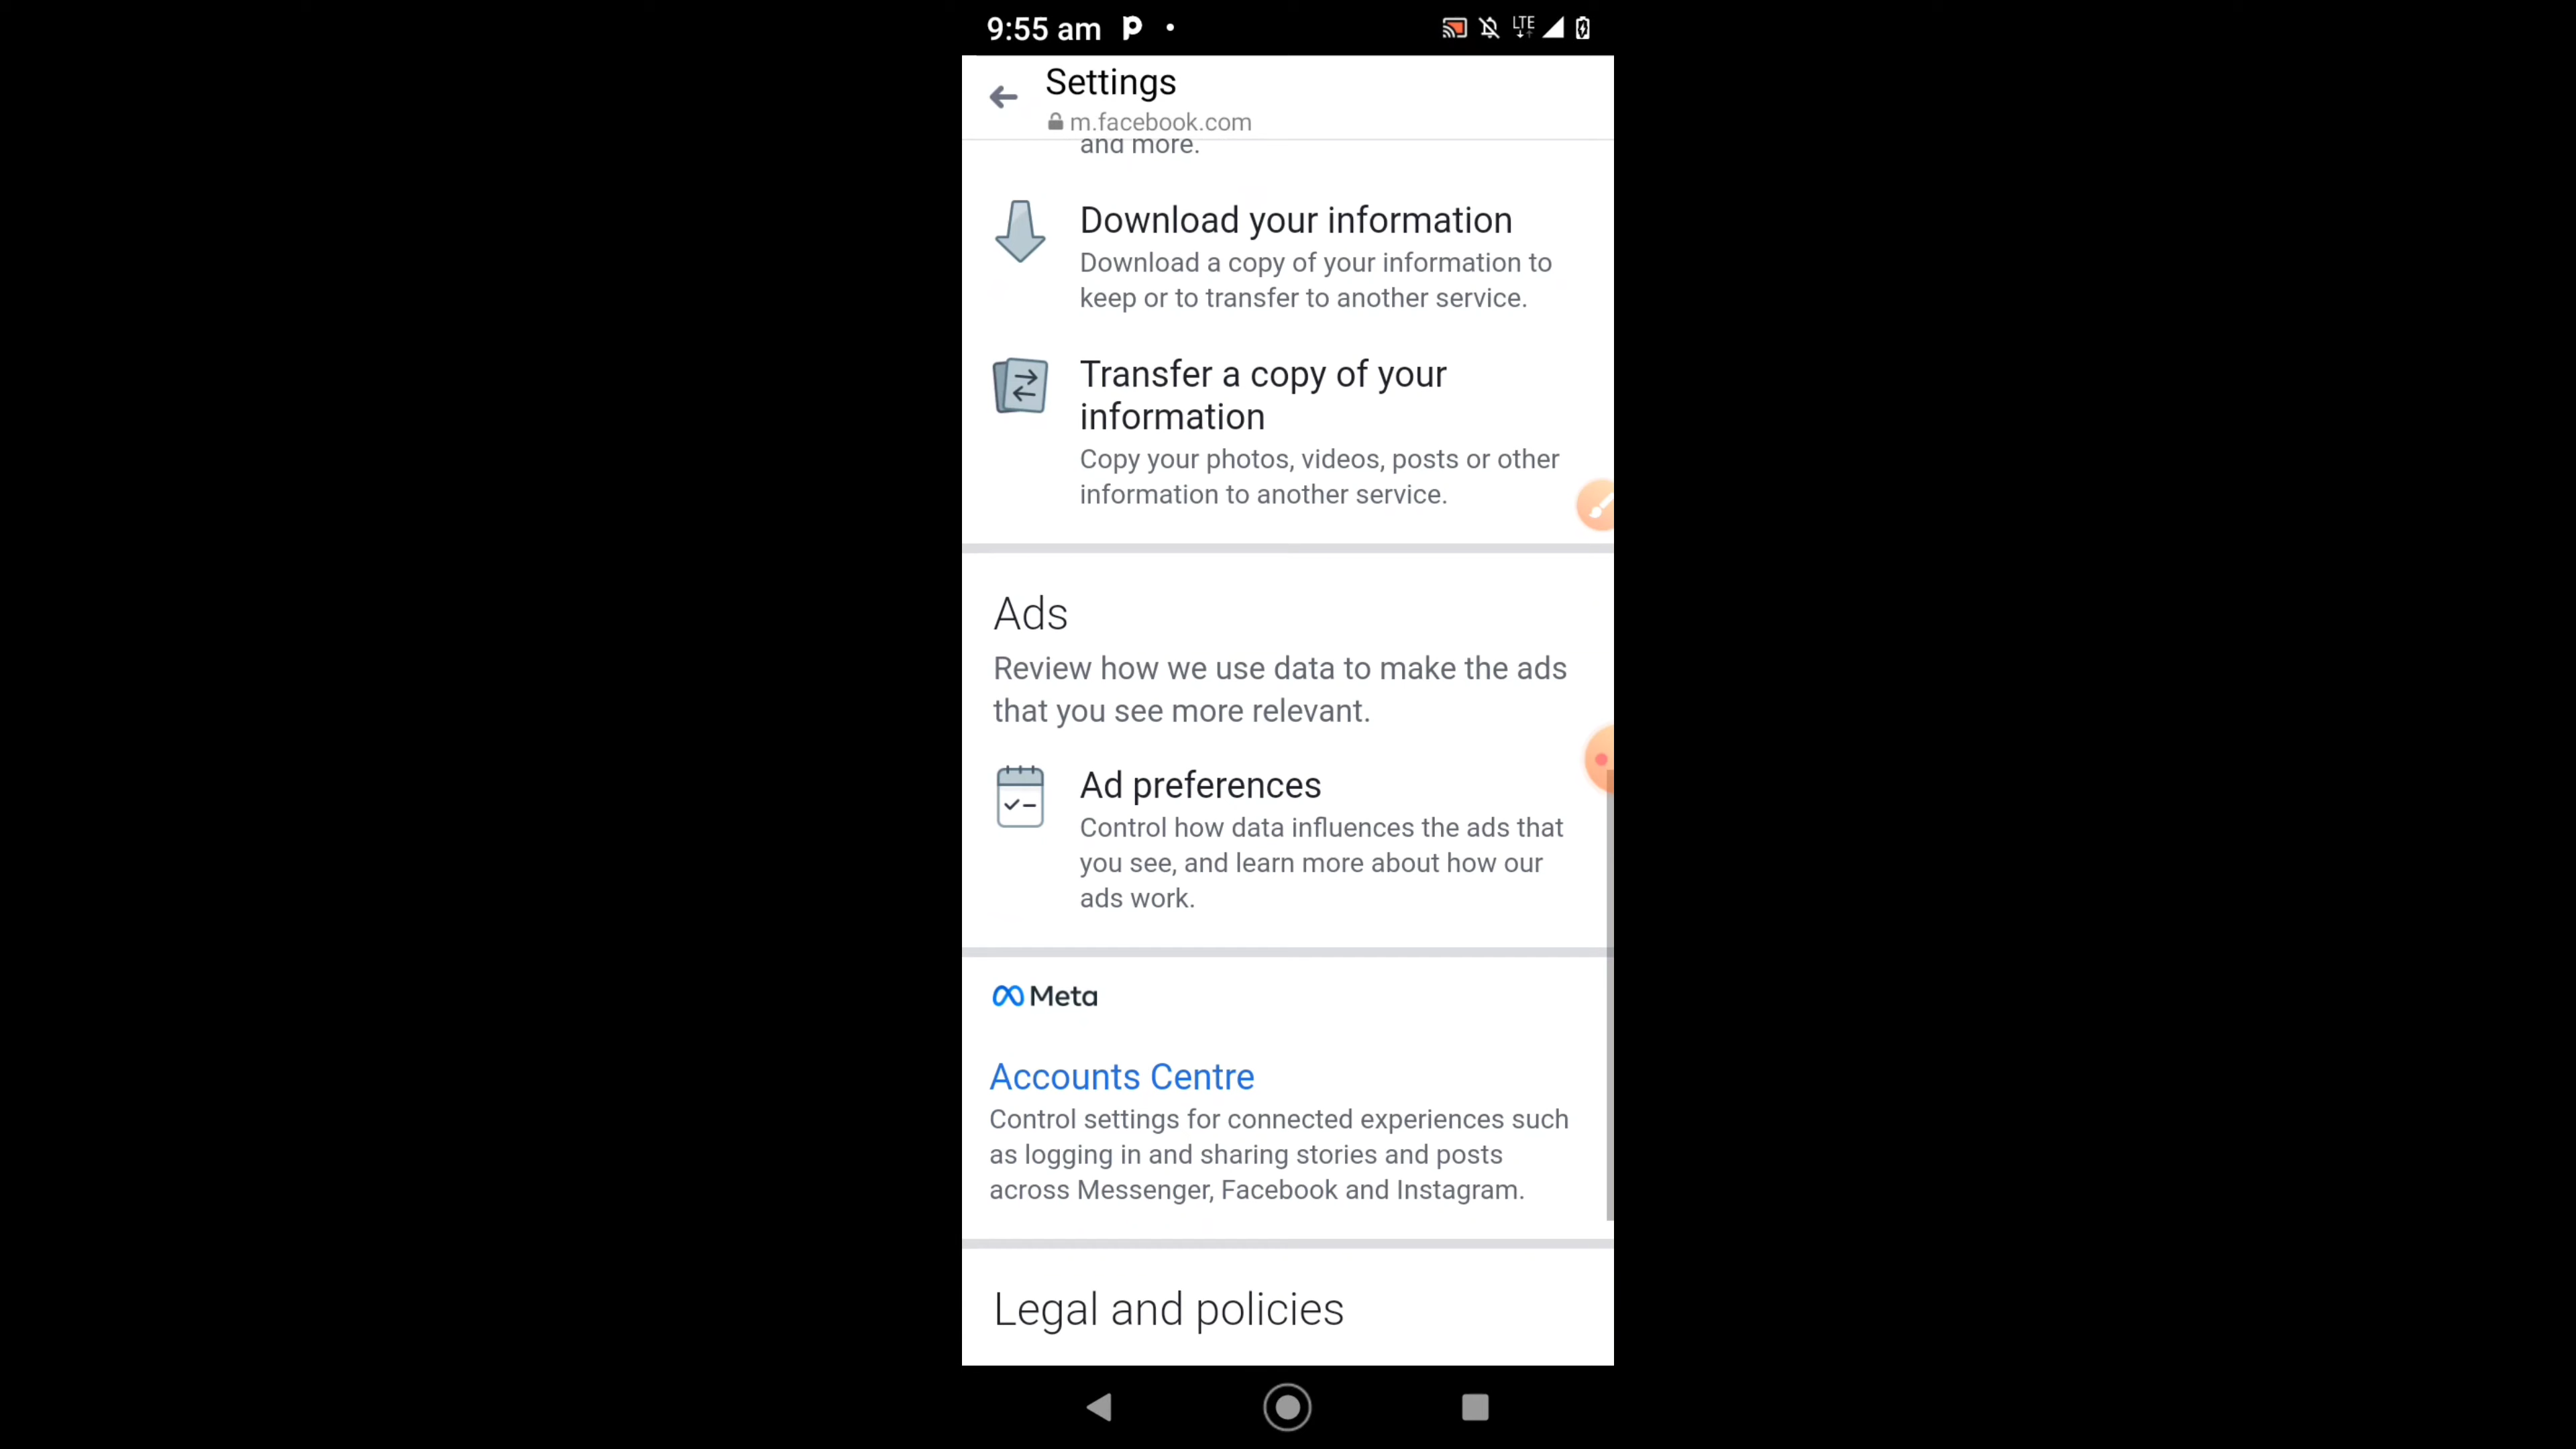 9:55 am
LTE
Settings
m.facebook.com
and more.
Download your information
Download a copy of your information to
keep or to transfer to another service.
Transfer a copy of your
information
Copy your photos, videos, posts or other
information to another service.
Ads
Review how we use data to make the ads
that you see more relevant.
Ad preferences
Control how data influences the ads that
you see, and learn more about how our
ads work.
Meta
Accounts Centre
Control settings for connected experiences such
as logging in and sharing stories and posts
across Messenger, Facebook and Instagram.
Legal and policies